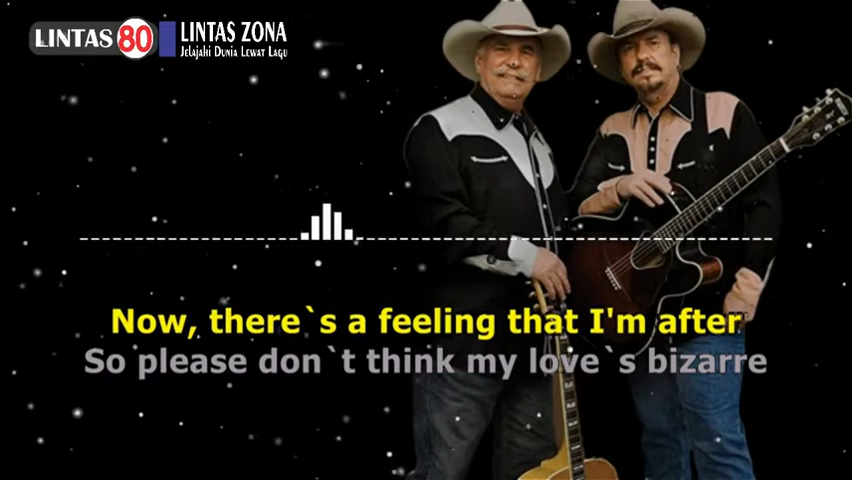 LINTAS 80
LINTAS ZONA
Jelajahi Dunia Lewat Lagu
Now, there`s a feeling that I'm after
So please don`t think my love`s bizarre